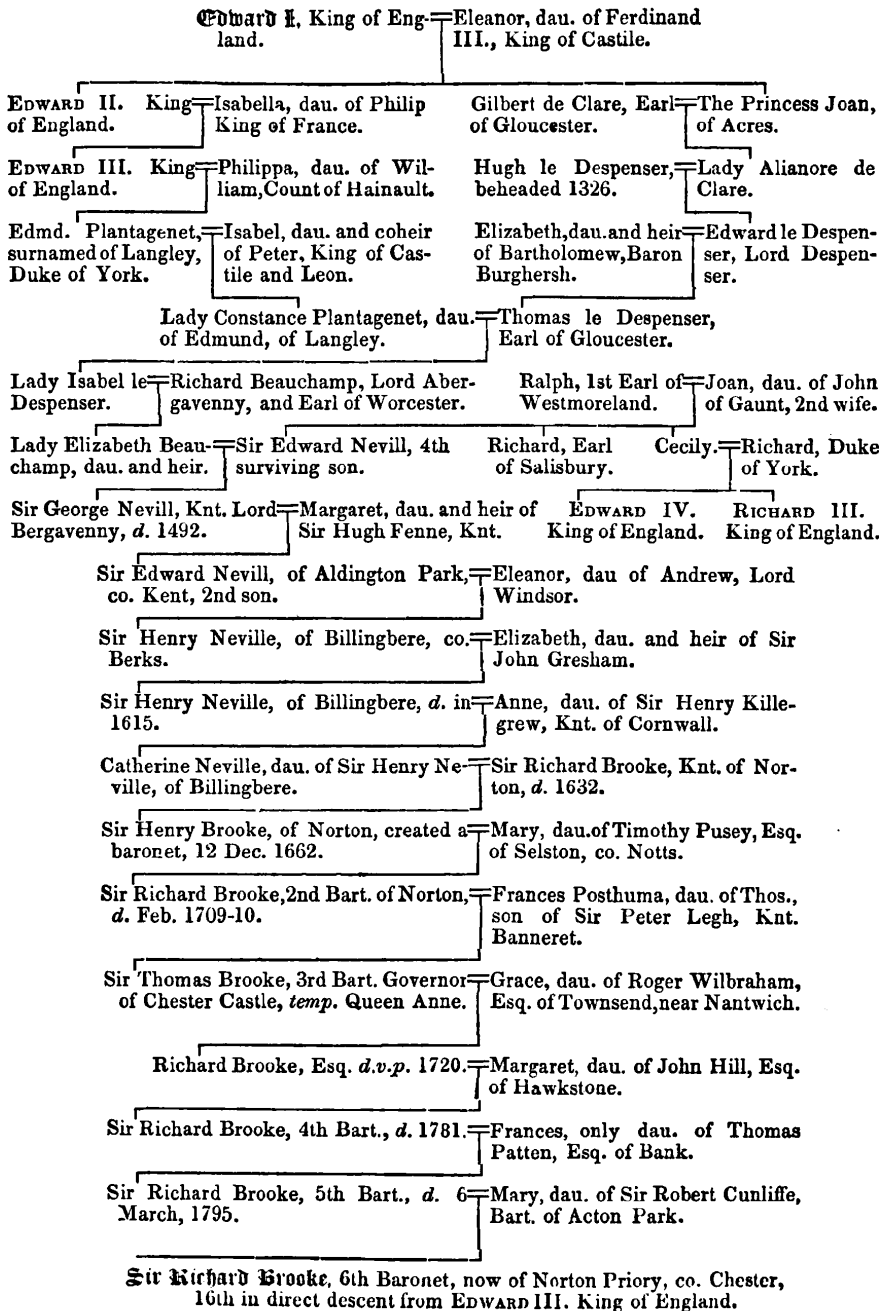 Edward I, King of Eng-
land.
Eleanor, dau. of Ferdinand
III., King of Castile.
EDWARD II. King
of England.
Isabella, dau. of Philip
King of France.
Gilbert de Clare, Earl
of Gloucester.
The Princess Joan,
of Acres.
EDWARD III. King
of England.
Philippa, dau. of Wil-
liam, Count of Hainault.
Hugh le Despenser,
beheaded 1326.
Lady Alianore de
Clare.
Edmd. Plantagenet,
surnamed of Langley,
Duke of York.
Isabel, dau. and coheir
of Peter, King of Cas-
tile and Leon.
Elizabeth, dau. and heir
of Bartholomew, Baron
Burghersh.
Edward le Despen-
ser, Lord Despen-
ser.
Lady Constance Plantagenet, dau.
of Edmund, of Langley.
Thomas le Despenser,
Earl of Gloucester.
Lady Isabel le
Despenser.
Richard Beauchamp, Lord Aber-
gavenny, and Earl of Worcester.
Ralph, 1st Earl of
Westmoreland.
Joan, dau. of John
of Gaunt, 2nd wife.
Lady Elizabeth Beau-
champ, dau. and heir.
Sir Edward Nevill, 4th
surviving son.
Richard, Earl
of Salisbury.
Cecily.
Richard, Duke
of York.
Sir George Nevill, Knt. Lord
Bergavenny, d. 1492.
Margaret, dau. and heir of
Sir Hugh Fenne, Knt.
EDWARD IV.
King of England.
RICHARD III.
King of England.
Sir Edward Nevill, of Aldington Park,
co. Kent, 2nd son.
Eleanor, dau of Andrew, Lord
Windsor.
Sir Henry Neville, of Billingbere, co.
Berks.
Elizabeth, dau. and heir of Sir
John Gresham.
Sir Henry Neville, of Billingbere, d. in
1615.
Anne, dau. of Sir Henry Kille-
grew, Knt. of Cornwall.
Catherine Neville, dau. of Sir Henry Ne-
ville, of Billingbere.
Sir Richard Brooke, Knt. of Nor-
ton, d. 1632.
Sir Henry Brooke, of Norton, created a
baronet, 12 Dec. 1662.
Mary, dau. of Timothy Pusey, Esq.
of Selston, co. Notts.
Sir Richard Brooke, 2nd Bart. of Norton,
d. Feb. 1709-10.
Frances Posthuma, dau. of Thos.,
son of Sir Peter Legh, Knt.
Banneret.
Sir Thomas Brooke, 3rd Bart. Governor
of Chester Castle, temp. Queen Anne.
Grace, dau. of Roger Wilbraham,
Esq. of Townsend, near Nantwich.
Richard Brooke, Esq. d.v.p. 1720.
Margaret, dau. of John Hill, Esq.
of Hawkstone.
Sir Richard Brooke, 4th Bart., d. 1781.
Frances, only dau. of Thomas
Patten, Esq. of Bank.
Sir Richard Brooke, 5th Bart., d. 6
March, 1795.
Mary, dau. of Sir Robert Cunliffe,
Bart. of Acton Park.
Sir Richard Brooke, 6th Baronet, now of Norton Priory, co. Chester,
16th in direct descent from EDWARD III. King of England.